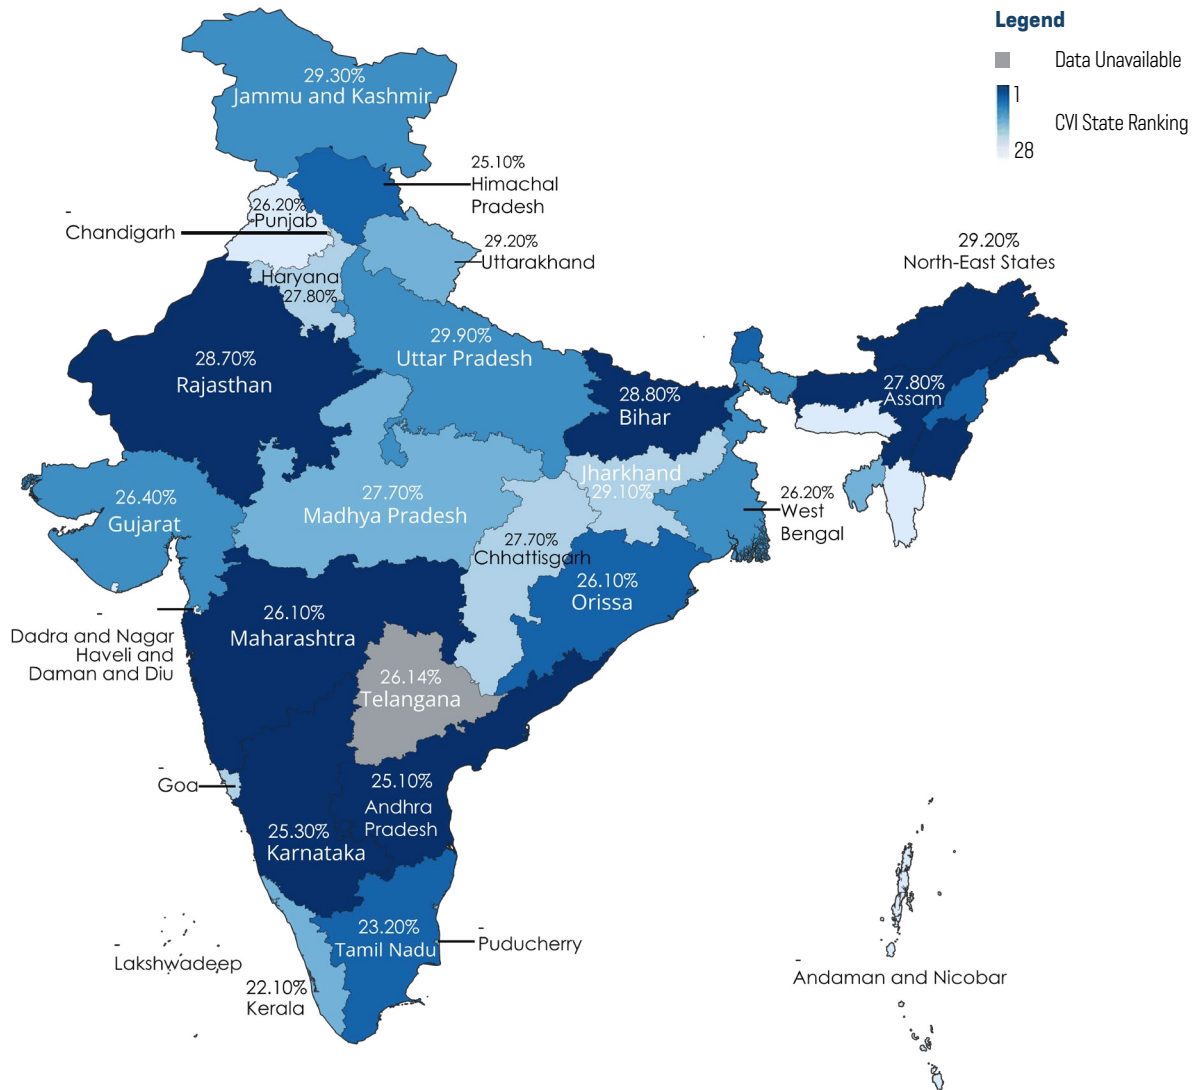 Legend
Data Unavailable
1
CVI State Ranking
28
29.30%
Jammu and Kashmir
25.10%
Himachal
Pradesh
26.20%
Punjab
-
Chandigarh
29.20%
Uttarakhand
29.20%
North-East States
Haryana
27.80%
28.70%
Rajasthan
29.90%
Uttar Pradesh
28.80%
Bihar
27.80%
Assam
Jharkhand
29.10%
26.40%
Gujarat
27.70%
Madhya Pradesh
26.20%
West
Bengal
27.70%
Chhattisgarh
26.10%
Orissa
-
Dadra and Nagar
Haveli and
Daman and Diu
26.10%
Maharashtra
26.14%
Telangana
-
Goa
25.10%
Andhra
Pradesh
25.30%
Karnataka
23.20%
Tamil Nadu
-
Puducherry
-
Lakshwadeep
22.10%
Kerala
-
Andaman and Nicobar